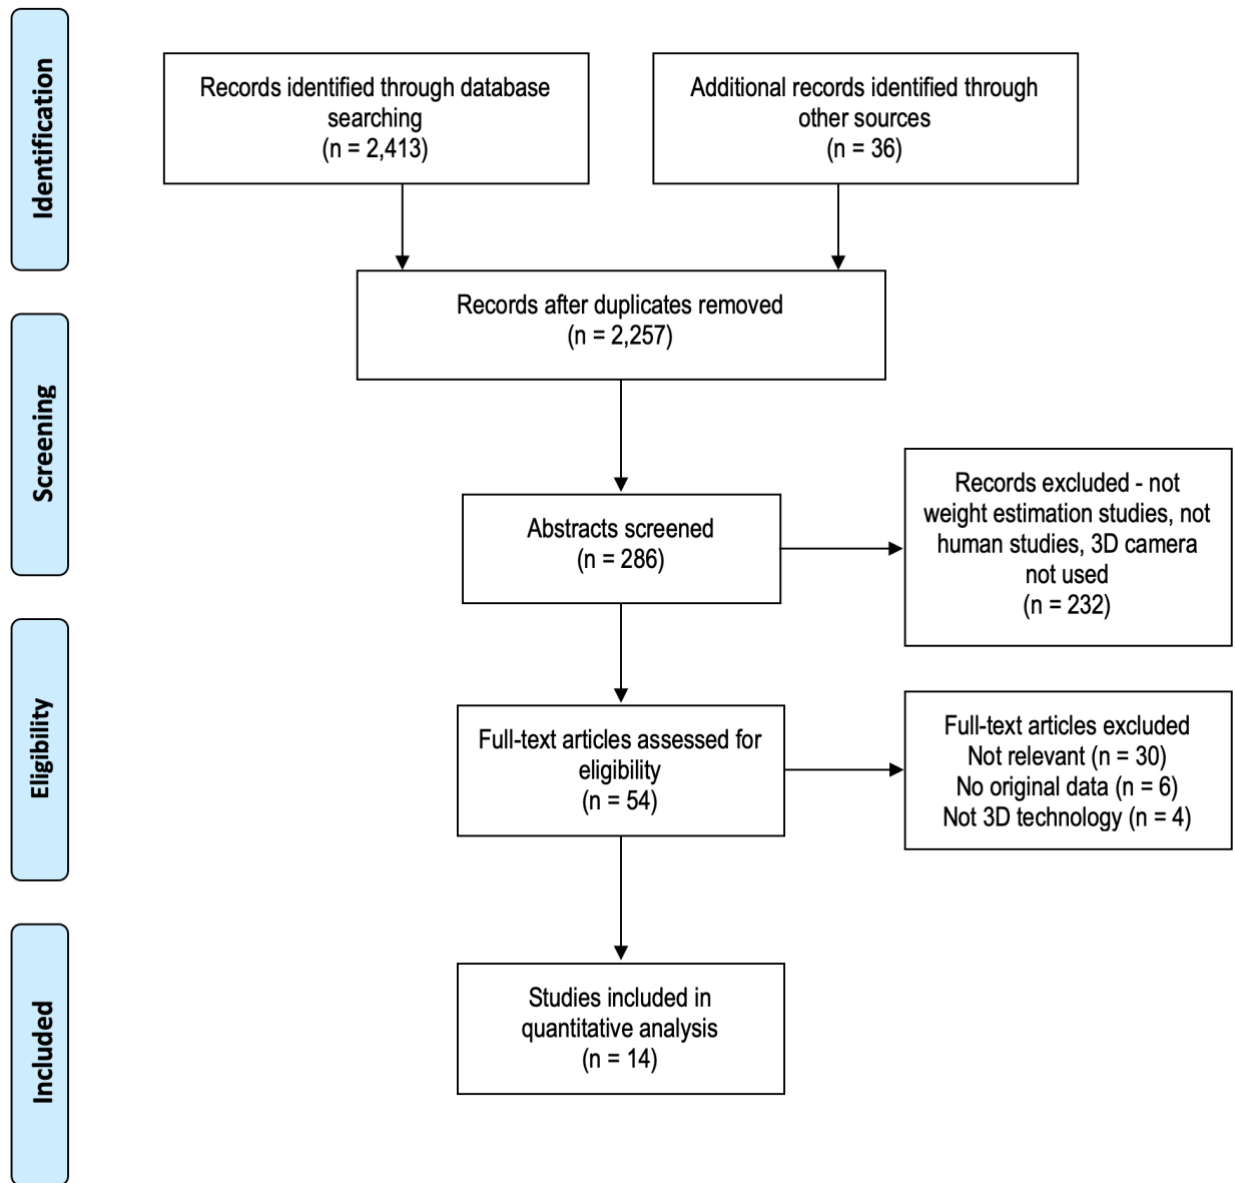 Identification
Records identified through database
searching
(n = 2,413)
Additional records identified through
other sources
(n = 36)
Records after duplicates removed
(n = 2,257)
Screening
Abstracts screened
(n = 286)
Records excluded - not
weight estimation studies, not
human studies, 3D camera
not used
(n = 232)
Eligibility
Full-text articles assessed for
eligibility
(n = 54)
Full-text articles excluded
Not relevant (n = 30)
No original data (n = 6)
Not 3D technology (n = 4)
Included
Studies included in
quantitative analysis
(n = 14)